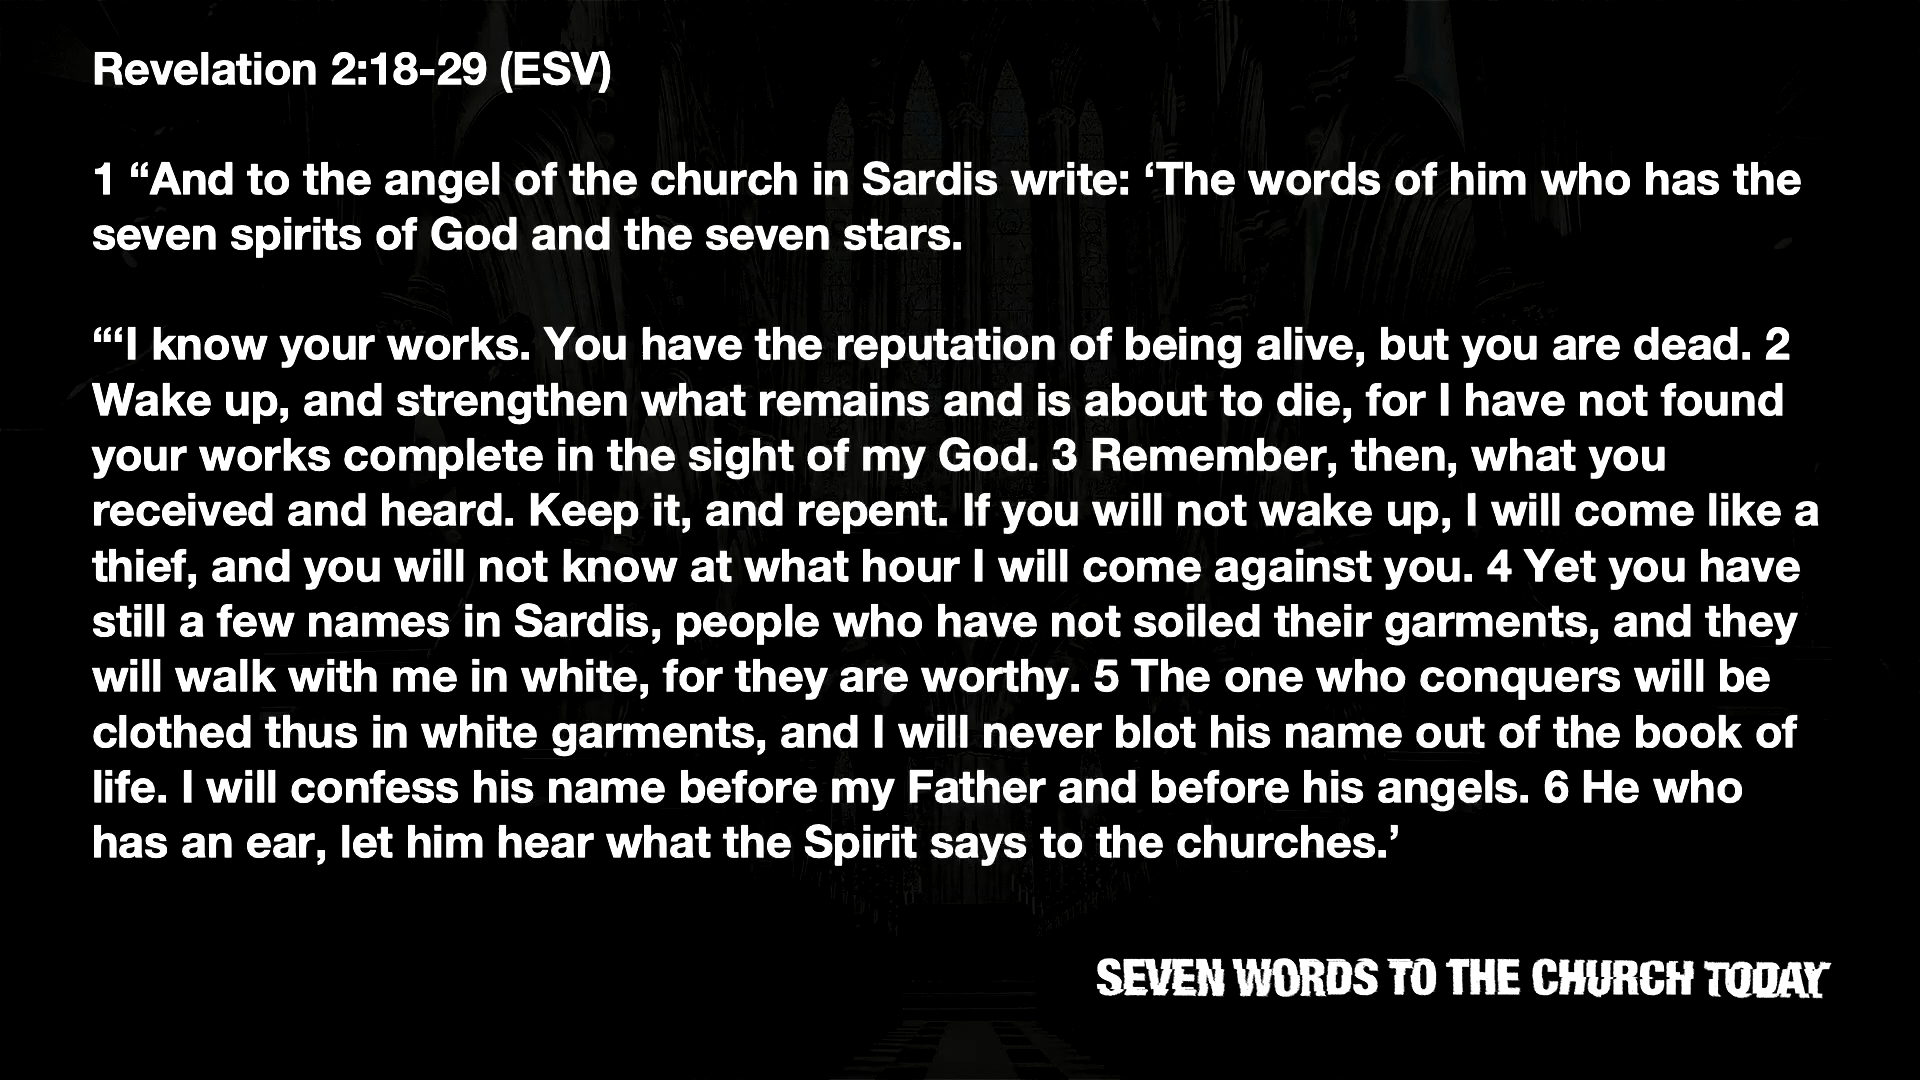 Revelation 2:18-29 (ESV)
1 “And to the angel of the church in Sardis write: ‘The words of him who has the
seven spirits of God and the seven stars.
“‘I know your works. You have the reputation of being alive, but you are dead. 2
Wake up, and strengthen what remains and is about to die, for I have not found
your works complete in the sight of my God. 3 Remember, then, what you
received and heard. Keep it, and repent. If you will not wake up, I will come like a
thief, and you will not know at what hour I will come against you. 4 Yet you have
still a few names in Sardis, people who have not soiled their garments, and they
will walk with me in white, for they are worthy. 5 The one who conquers will be
clothed thus in white garments, and I will never blot his name out of the book of
life. I will confess his name before my Father and before his angels. 6 He who
has an ear, let him hear what the Spirit says to the churches.’
SEVEN WORDS TO THE CHURCH TODAY